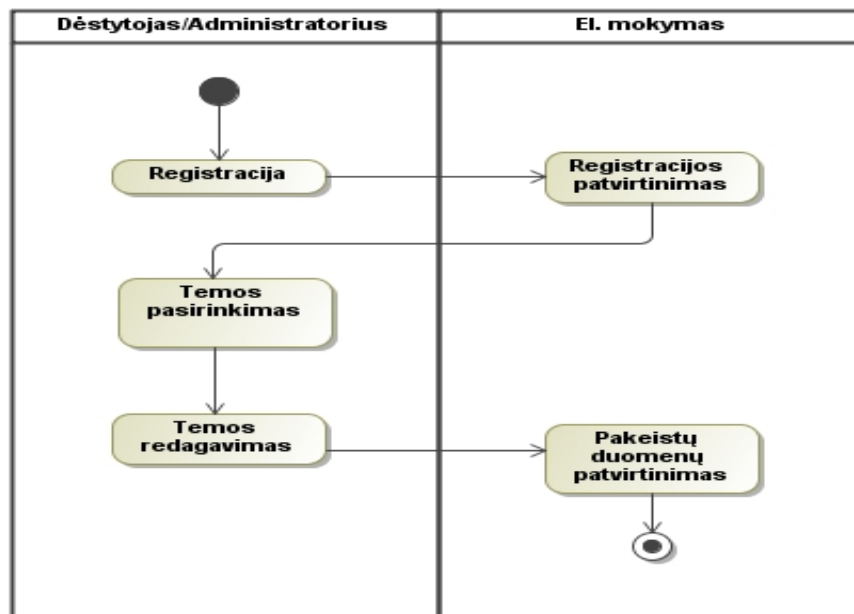 Dėstytojas/Administratorius
El. mokymas
Registracija
Registracijos
patvirtinimas
Temos
pasirinkimas
Temos
redagavimas
Pakeistų
duomenų
patvirtinimas